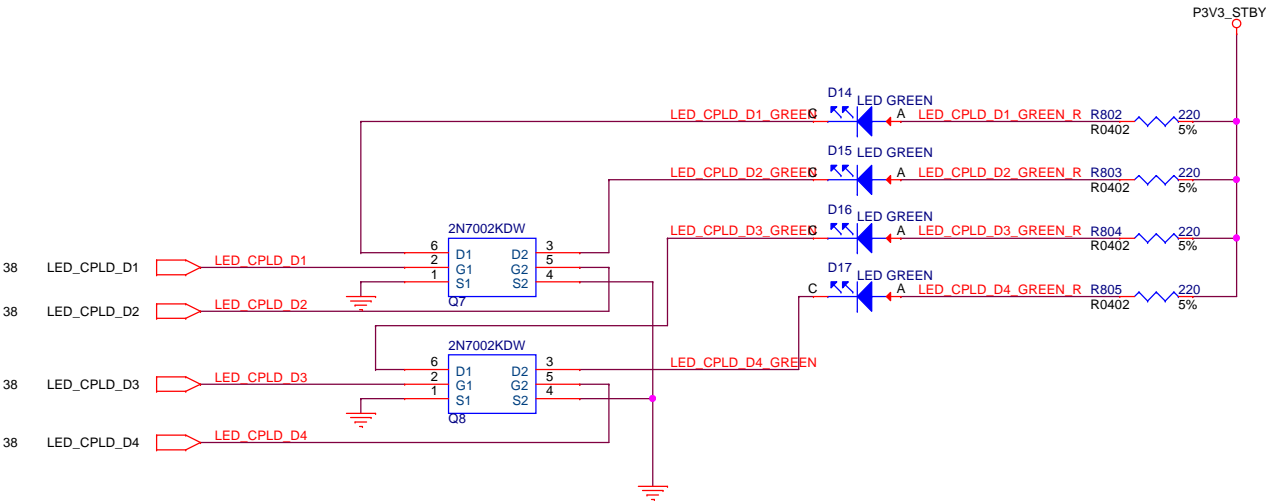 P3V3_STBY
D14 LED GREEN
LED_CPLD_D1_GREEN C A LED_CPLD_D1_GREEN_R R802 220
R0402 5%
D15 LED GREEN
LED_CPLD_D2_GREEN C A LED_CPLD_D2_GREEN_R R803 220
R0402 5%
D16 LED GREEN
LED_CPLD_D3_GREEN C A LED_CPLD_D3_GREEN_R R804 220
R0402 5%
D17 LED GREEN
C A LED_CPLD_D4_GREEN_R R805 220
R0402 5%
2N7002KDW
6 D1 D2 3
38 LED_CPLD_D1 LED_CPLD_D1 2 G1 G2 5
1 S1 S2 4
Q7
38 LED_CPLD_D2 LED_CPLD_D2
2N7002KDW
6 D1 D2 3 LED_CPLD_D4_GREEN
38 LED_CPLD_D3 LED_CPLD_D3 2 G1 G2 5
1 S1 S2 4
Q8
38 LED_CPLD_D4 LED_CPLD_D4